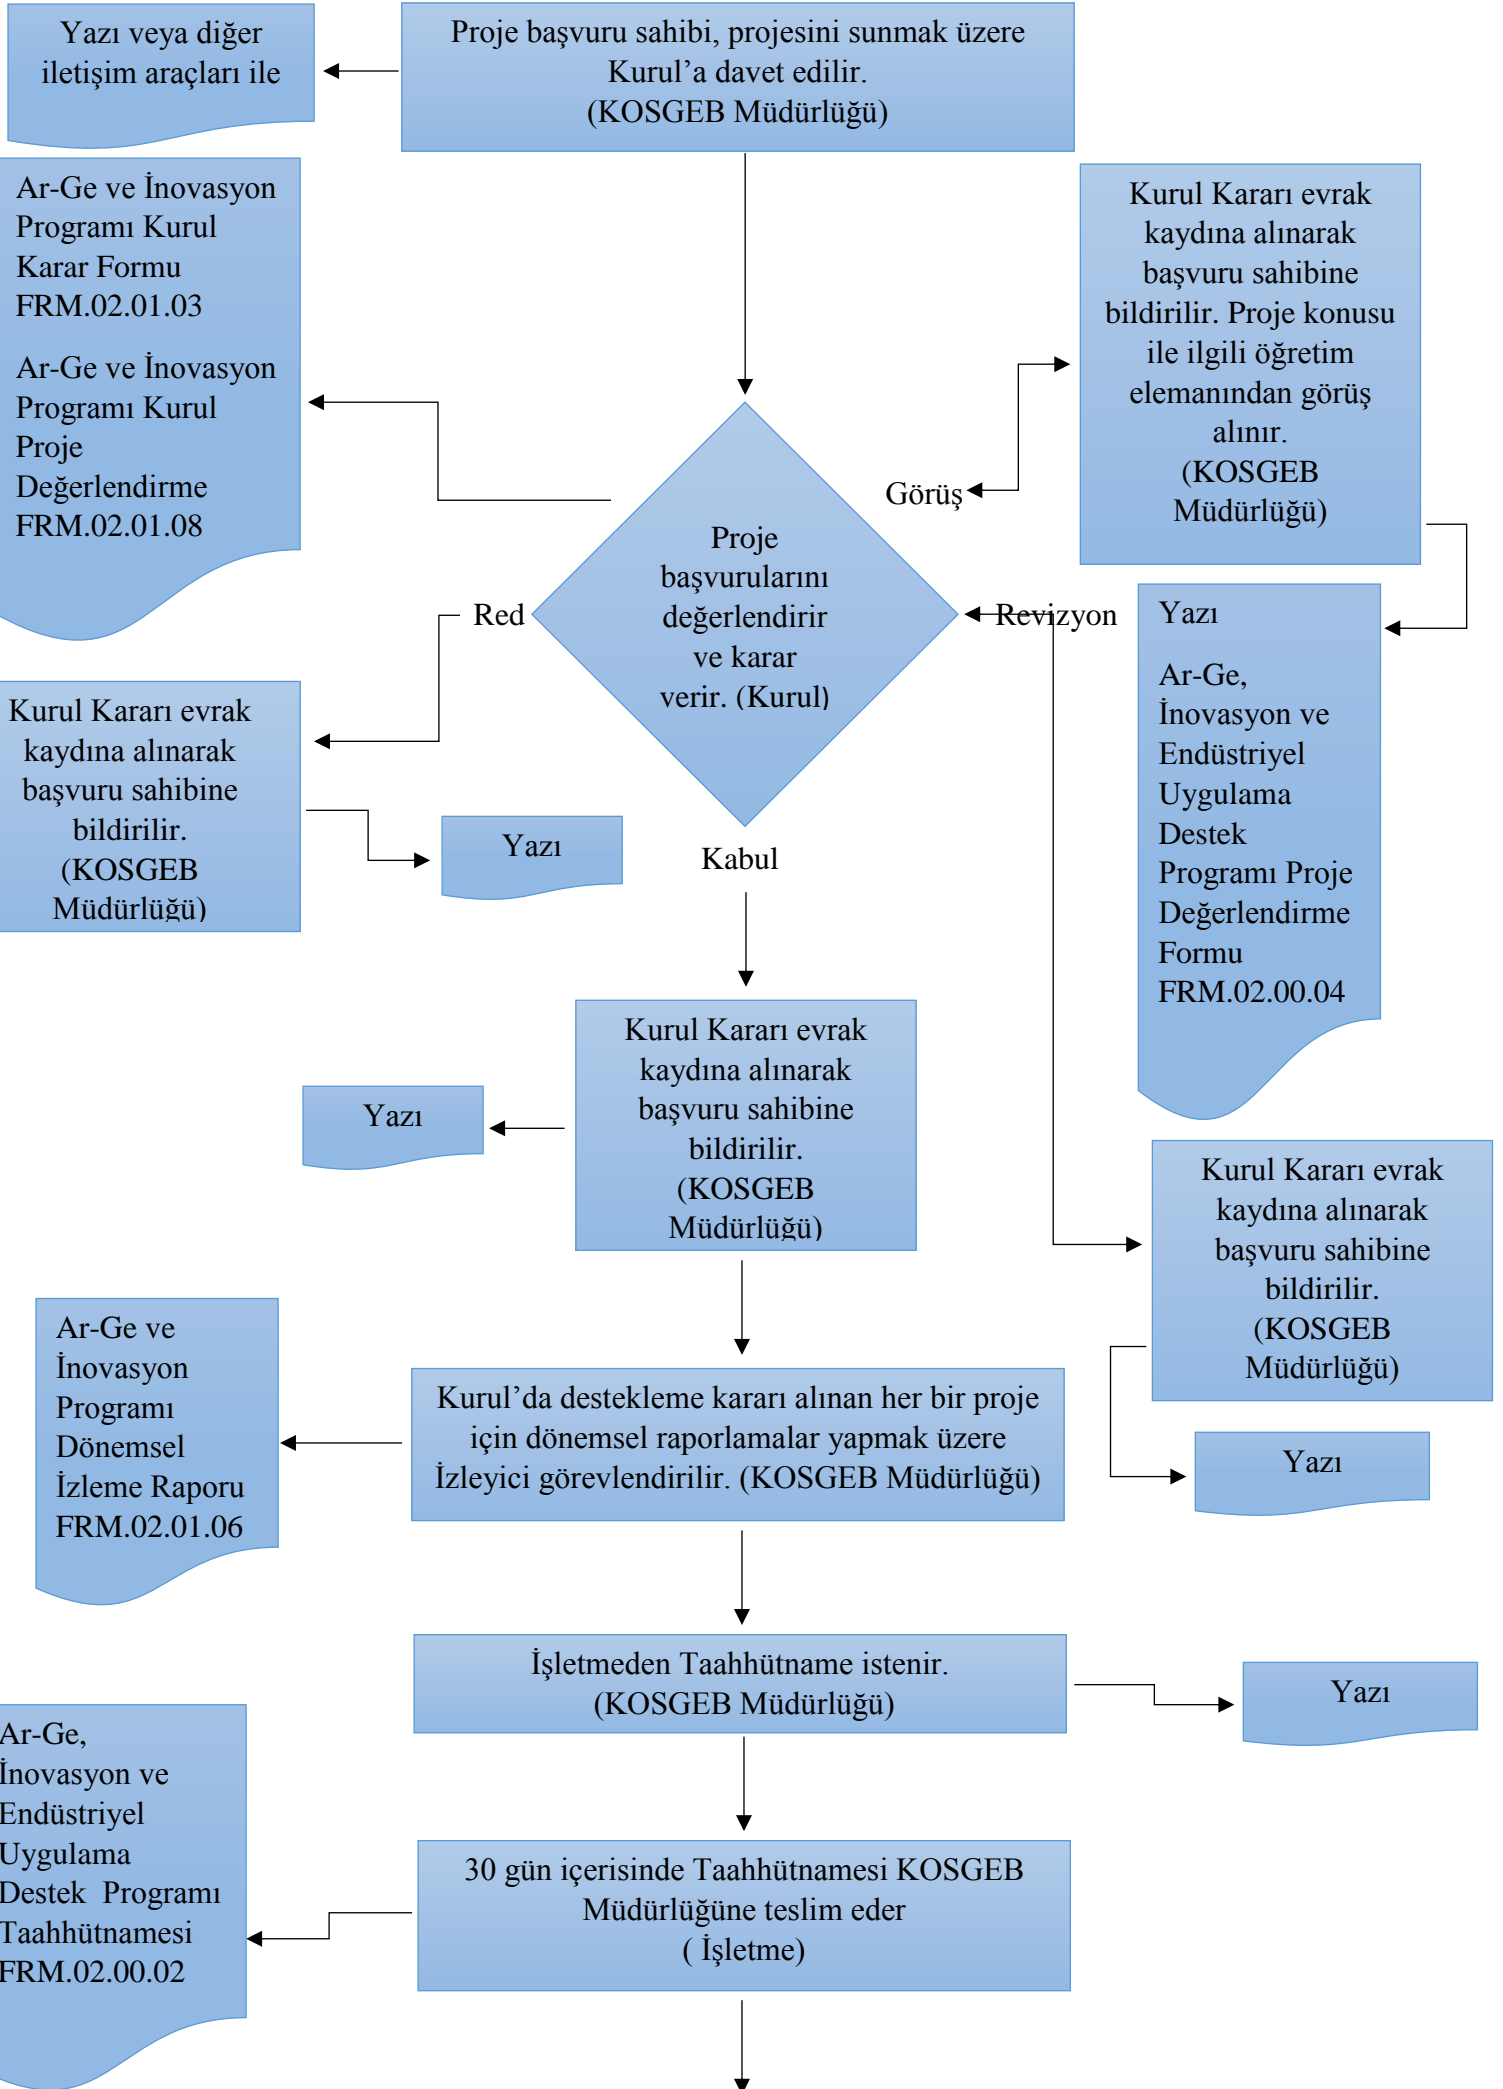 Yazı veya diğer
iletişim araçları ile
Proje başvuru sahibi, projesini sunmak üzere
Kurul’a davet edilir.
(KOSGEB Müdürlüğü)
Ar-Ge ve İnovasyon
Programı Kurul
Karar Formu
FRM.02.01.03
Ar-Ge ve İnovasyon
Programı Kurul
Proje
Değerlendirme
FRM.02.01.08
Kurul Kararı evrak
kaydına alınarak
başvuru sahibine
bildirilir. Proje konusu
ile ilgili öğretim
elemanından görüş
alınır.
(KOSGEB
Müdürlüğü)
Görüş
Proje
başvurularını
değerlendirir
ve karar
verir. (Kurul)
Red
Revizyon
Kabul
Yazı
Ar-Ge,
İnovasyon ve
Endüstriyel
Uygulama
Destek
Programı Proje
Değerlendirme
Formu
FRM.02.00.04
Kurul Kararı evrak
kaydına alınarak
başvuru sahibine
bildirilir.
(KOSGEB
Müdürlüğü)
Yazı
Kurul Kararı evrak
kaydına alınarak
başvuru sahibine
bildirilir.
(KOSGEB
Müdürlüğü)
Yazı
Kurul Kararı evrak
kaydına alınarak
başvuru sahibine
bildirilir.
(KOSGEB
Müdürlüğü)
Yazı
Ar-Ge ve
İnovasyon
Programı
Dönemsel
İzleme Raporu
FRM.02.01.06
Kurul’da destekleme kararı alınan her bir proje
için dönemsel raporlamalar yapmak üzere
İzleyici görevlendirilir. (KOSGEB Müdürlüğü)
İşletmeden Taahhütname istenir.
(KOSGEB Müdürlüğü)
Yazı
Ar-Ge,
İnovasyon ve
Endüstriyel
Uygulama
Destek  Programı
Taahhütnamesi
FRM.02.00.02
30 gün içerisinde Taahhütnamesi KOSGEB
Müdürlüğüne teslim eder
( İşletme)